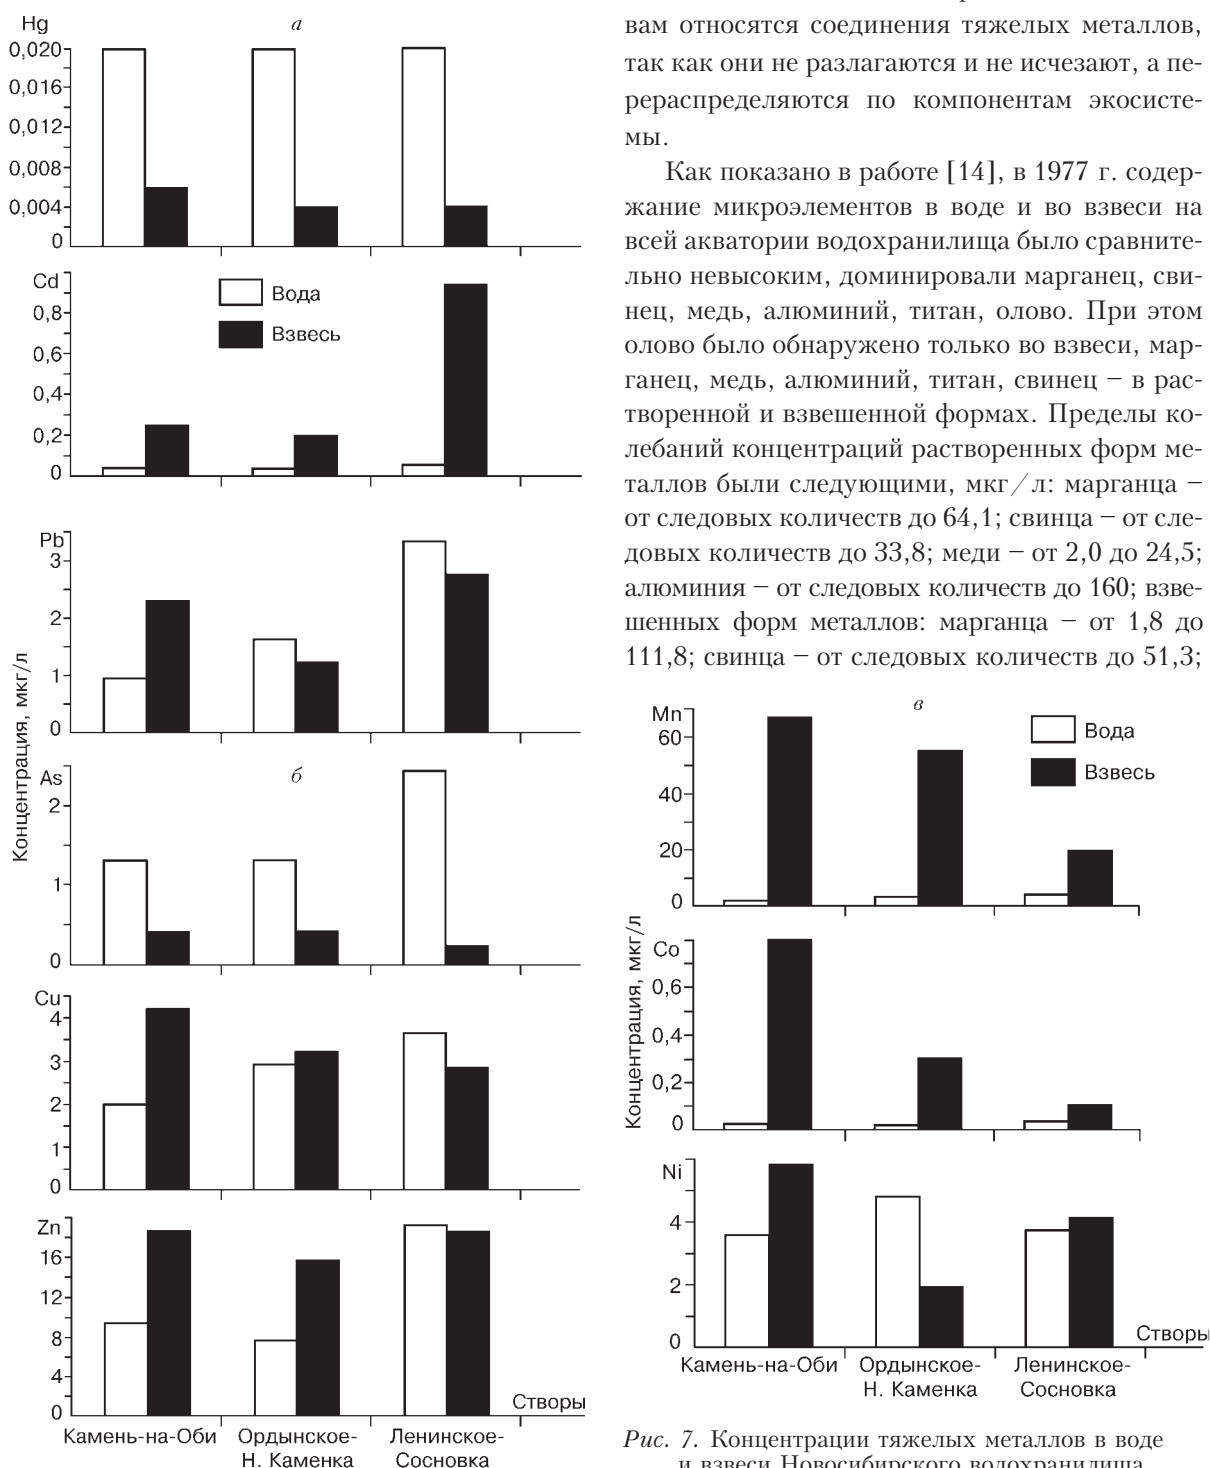 вам относятся соединения тяжелых металлов,
так как они не разлагаются и не исчезают, а пе-
рераспределяются по компонентам экосисте-
мы.
Как показано в работе [14], в 1977 г. содер-
жание микроэлементов в воде и во взвеси на
всей акватории водохранилища было сравните-
льно невысоким, доминировали марганец, сви-
нец, медь, алюминий, титан, олово. При этом
олово было обнаружено только во взвеси, мар-
ганец, медь, алюминий, титан, свинец – в рас-
творенной и взвешенной формах. Пределы ко-
лебаний концентраций растворенных форм ме-
таллов были следующими, мкг/л: марганца –
от следовых количеств до 64,1; свинца – от сле-
довых количеств до 33,8; меди – от 2,0 до 24,5;
алюминия – от следовых количеств до 160; взве-
шенных форм металлов: марганца – от 1,8 до
111,8; свинца – от следовых количеств до 51,3;
Hg
а
0,020
0,016
0,012
0,008
0,004
0
Cd
0,8
0,6
0,4
0,2
0
Вода
Взвесь
Pb
3
2
1
0
Концентрация, мкг/л
As
б
2
1
0
Cu
4
3
2
1
0
Zn
16
12
8
4
0
Створы
Камень-на-Оби
Ордынское-
Н. Каменка
Ленинское-
Сосновка
Mn
в
60
40
20
0
Вода
Взвесь
Концентрация, мкг/л
Co
0,6
0,4
0,2
0
Ni
4
2
0
Створы
Камень-на-Оби
Ордынское-
Н. Каменка
Ленинское-
Сосновка
Рис. 7. Концентрации тяжелых металлов в воде
и взвеси Новосибирского водохранилища